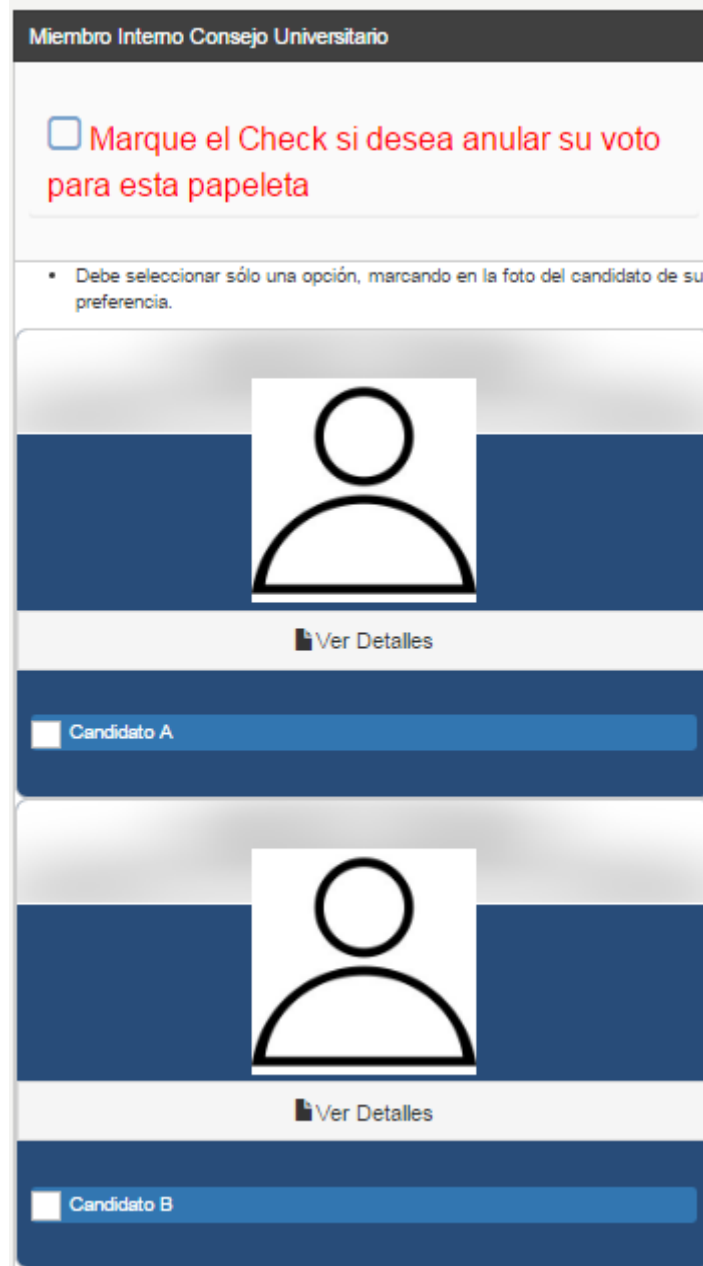 Miembro Interno Consejo Universitario
Marque el Check si desea anular su voto
para esta papeleta
• Debe seleccionar sólo una opción, marcando en la foto del candidato de su
preferencia.
Ver Detalles
Candidato A
Ver Detalles
Candidato B